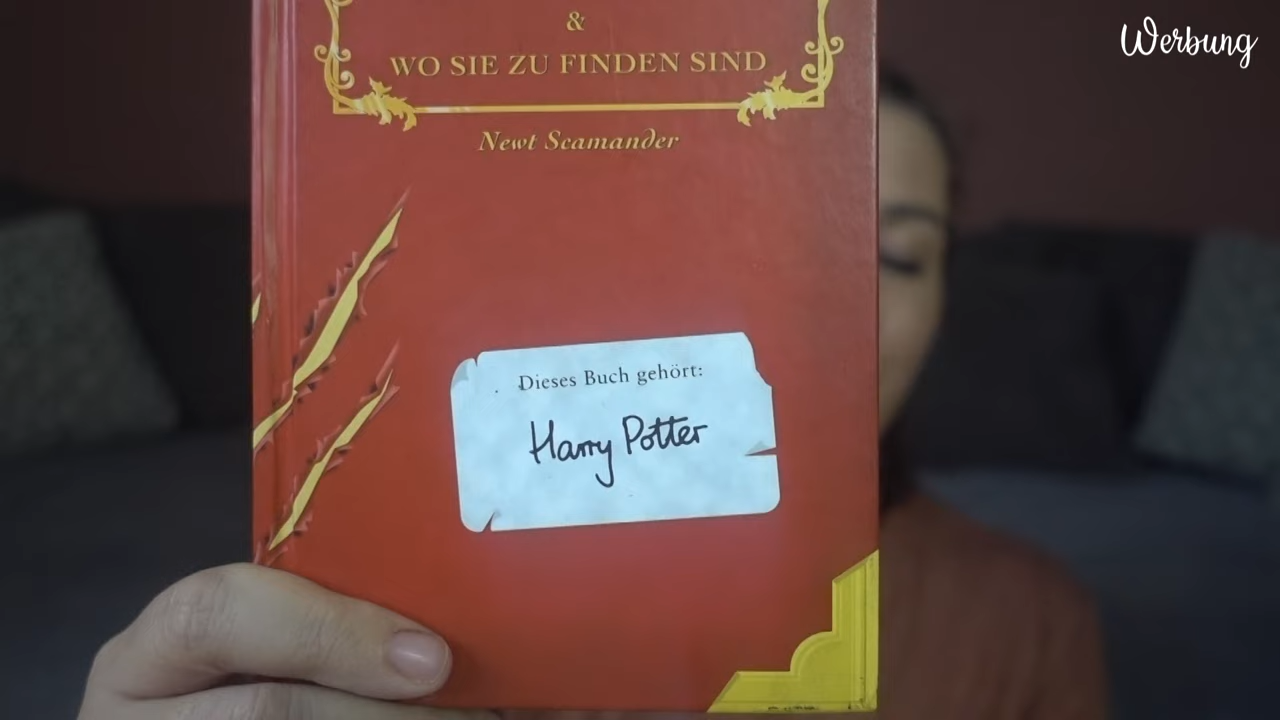 Werbung
&
WO SIE ZU FINDEN SIND
Newt Scamander
Dieses Buch gehört:
Harry Potter